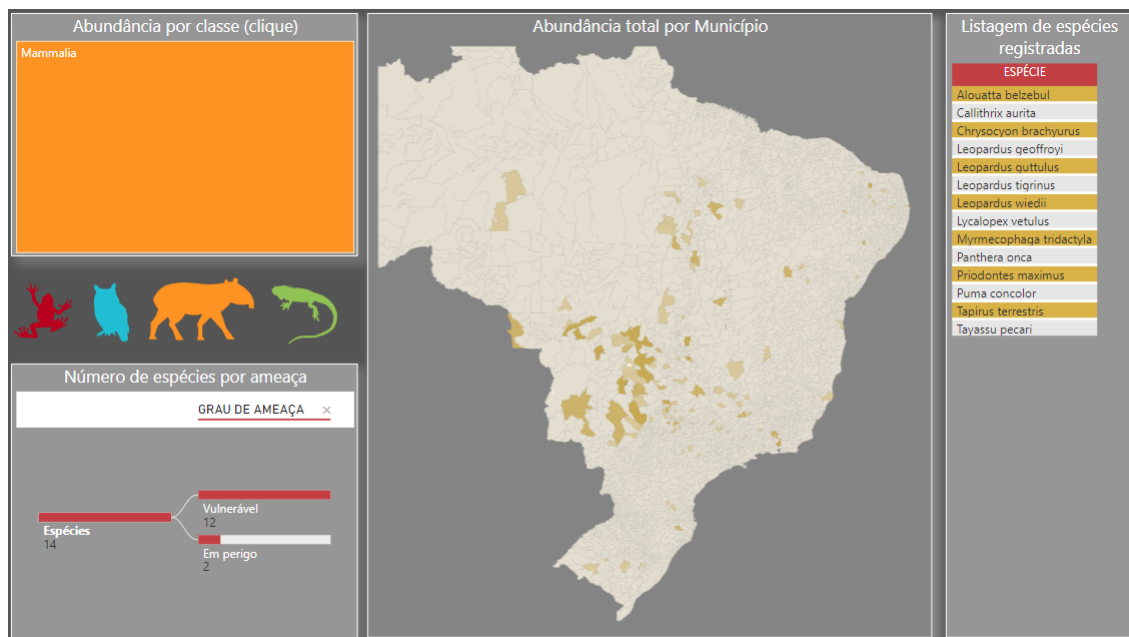 Abundância por classe (clique)
Mammalia
Número de espécies por ameaça
GRAU DE AMEAÇA ×
Vulnerável
12
Espécies
14
Em perigo
2
Abundância total por Município
Listagem de espécies
registradas
ESPÉCIE
Alouatta belzebul
Callithrix aurita
Chrysocyon brachyurus
Leopardus geoffroyi
Leopardus guttulus
Leopardus tigrinus
Leopardus wiedii
Lycalopex vetulus
Myrmecophaga tridactyla
Panthera onca
Priodontes maximus
Puma concolor
Tapirus terrestris
Tayassu pecari